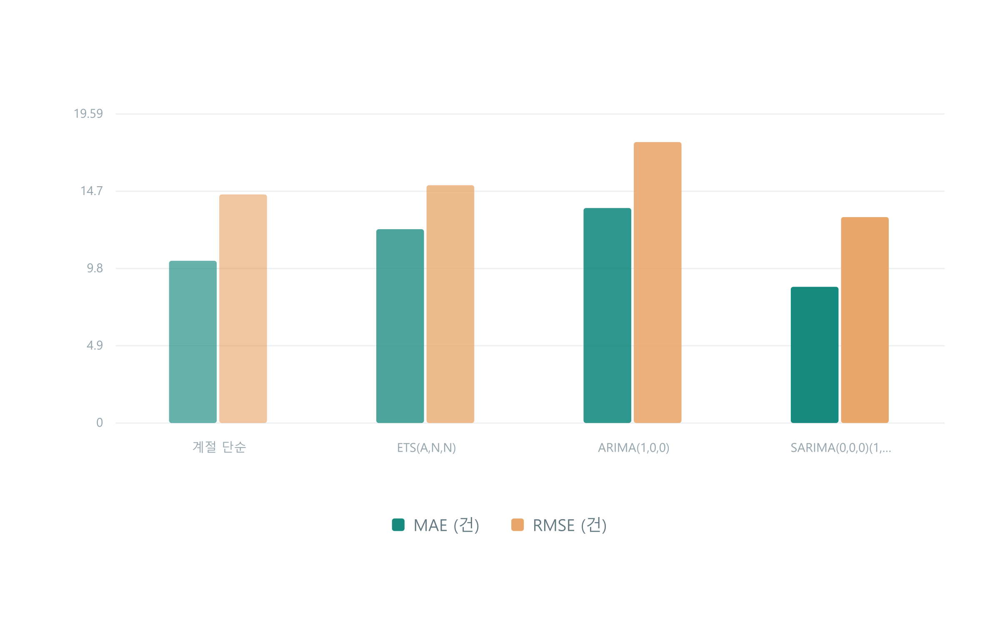 19.59
14.7
9.8
4.9
0
계절 단순
ETS(A,N,N)
ARIMA(1,0,0)
SARIMA(0,0,0)(1,...
MAE (건)
RMSE (건)